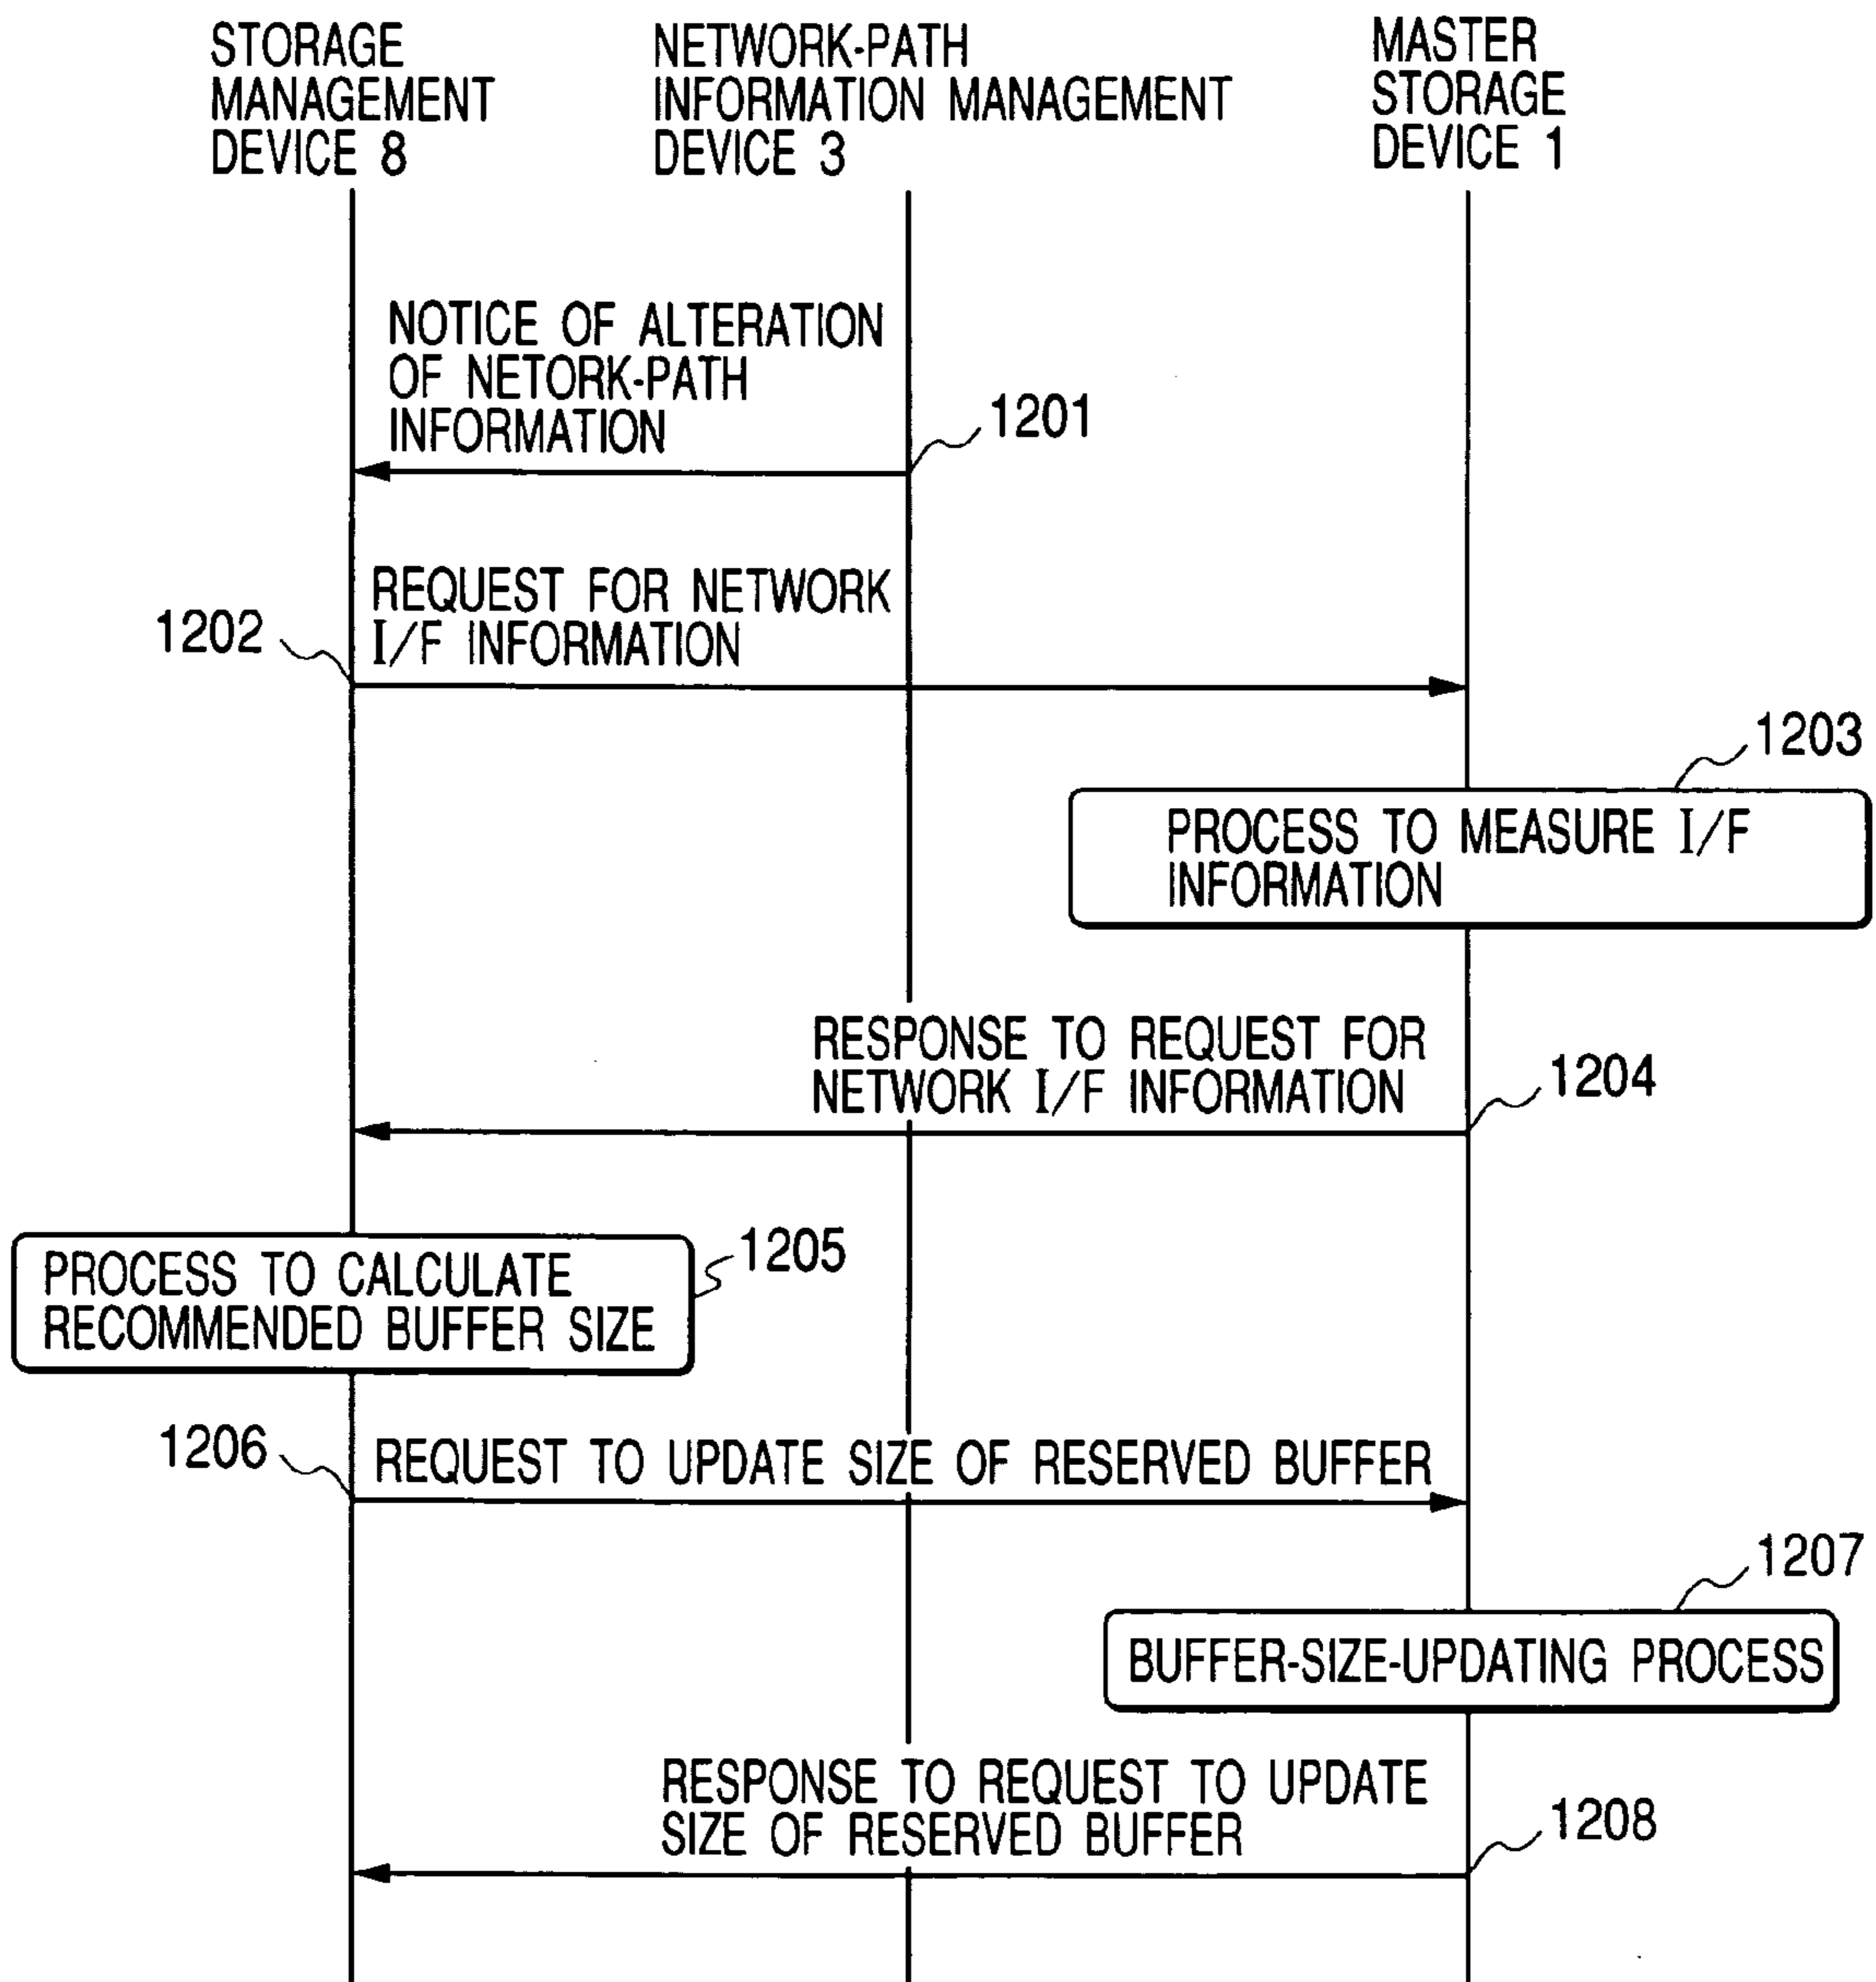 STORAGE
MANAGEMENT
DEVICE 8
NETWORK-PATH
INFORMATION MANAGEMENT
DEVICE 3
MASTER
STORAGE
DEVICE 1
NOTICE OF ALTERATION
OF NETORK-PATH
INFORMATION
1201
REQUEST FOR NETWORK
I/F INFORMATION
1202
1203
PROCESS TO MEASURE I/F
INFORMATION
RESPONSE TO REQUEST FOR
NETWORK I/F INFORMATION
1204
PROCESS TO CALCULATE
RECOMMENDED BUFFER SIZE
1205
1206
REQUEST TO UPDATE SIZE OF RESERVED BUFFER
1207
BUFFER-SIZE-UPDATING PROCESS
RESPONSE TO REQUEST TO UPDATE
SIZE OF RESERVED BUFFER
1208